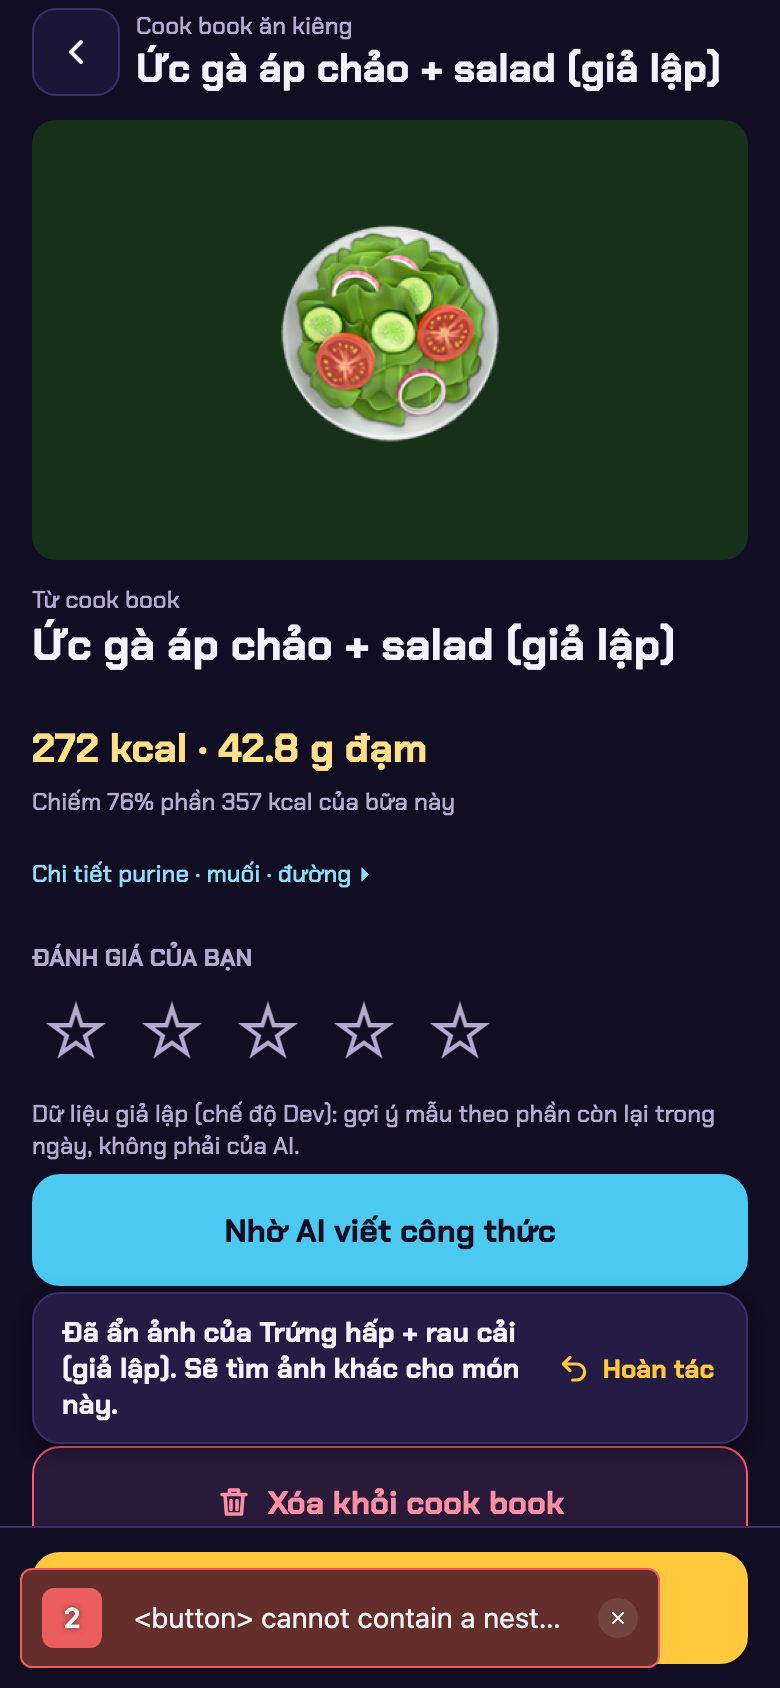 Cook book ăn kiêng
Ức gà áp chảo + salad (giả lập)
Từ cook book
Ức gà áp chảo + salad (giả lập)
272 kcal · 42.8 g đạm
Chiếm 76% phần 357 kcal của bữa này
Chi tiết purine · muối · đường
ĐÁNH GIÁ CỦA BẠN
Dữ liệu giả lập (chế độ Dev): gợi ý mẫu theo phần còn lại trong
ngày, không phải của AI.
Nhờ AI viết công thức
Đã ẩn ảnh của Trứng hấp + rau cải
(giả lập). Sẽ tìm ảnh khác cho món
này.
Hoàn tác
Xóa khỏi cook book
2
<button> cannot contain a nest...